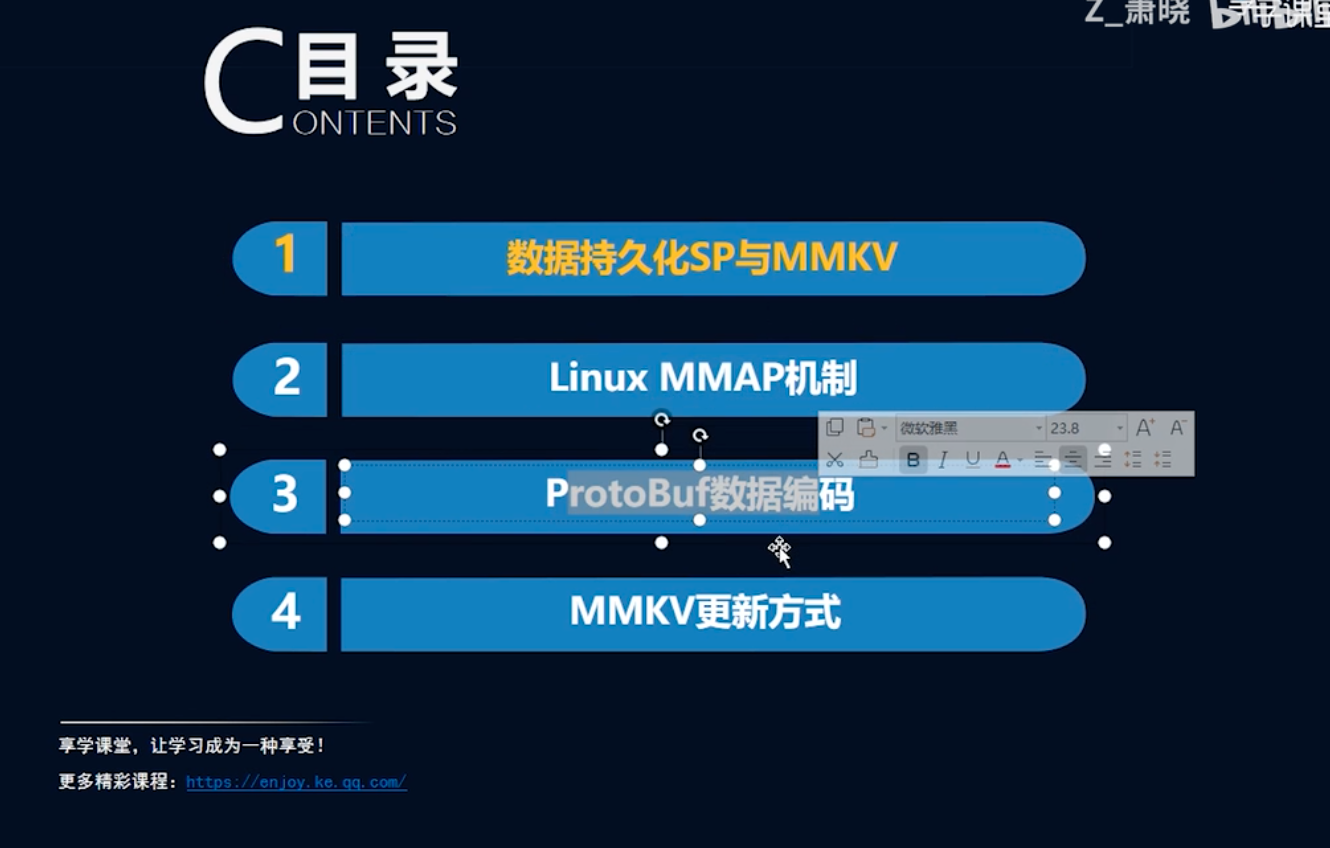 Z_萧晓 bilibili
C目录
ONTENTS
1 数据持久化SP与MMKV
2 Linux MMAP机制
微软雅黑 23.8 A+ A-
B I U A
3 ProtoBuf数据编码
4 MMKV更新方式
享学课堂，让学习成为一种享受！
更多精彩课程：https://enjoy.ke.qq.com/